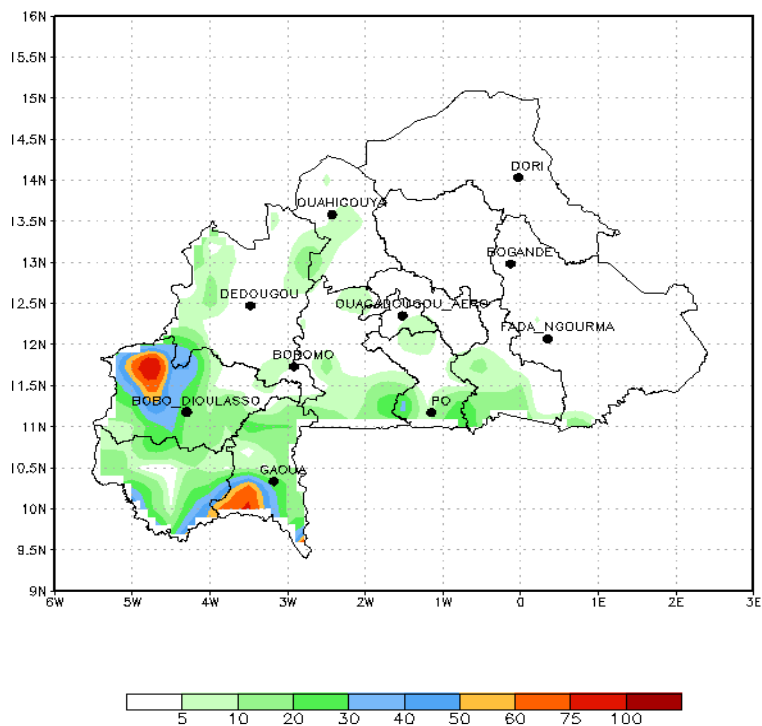 16N
15.5N
15N
14.5N
14N
13.5N
13N
12.5N
12N
11.5N
11N
10.5N
10N
9.5N
9N
DORI
OUAHIGOUYA
BOGANDE
DEDOUGOU
OUAGADOUGOU_AERO
FADA_NGOURMA
BOROMO
BOBO_DIOULASSO
PO
GAOUA
6W 5W 4W 3W 2W 1W 0 1E 2E 3E
5 10 20 30 40 50 60 75 100